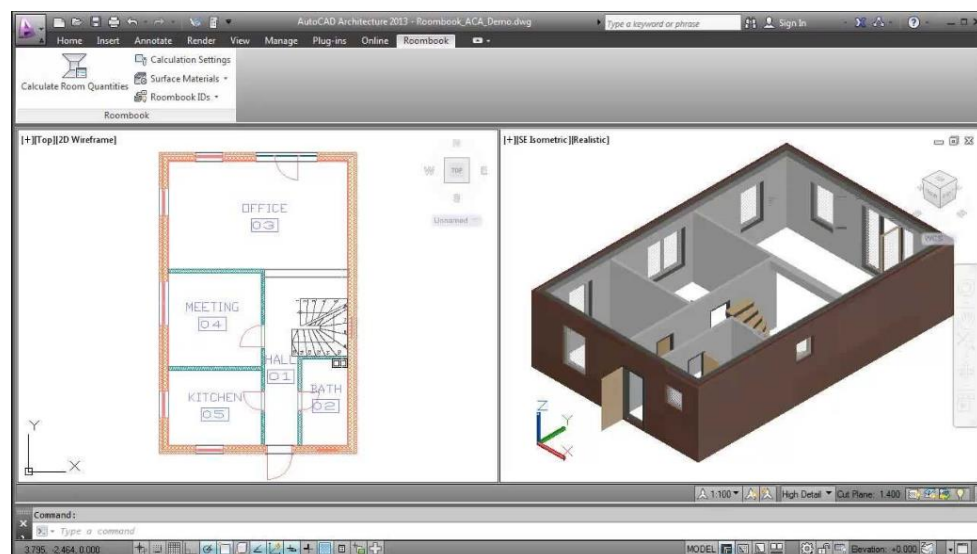 AutoCAD Architecture 2013 - Roombook_ACA_Demo.dwg
Type a keyword or phrase
Sign In
Home Insert Annotate Render View Manage Plug-ins Online Roombook
Calculate Room Quantities
Calculation Settings
Surface Materials
Roombook IDs
Roombook
[+][Top][2D Wireframe]
N
W TOP E
S
Unnamed
OFFICE
03
MEETING
04
HALL
01
BATH
02
KITCHEN
05
Y
X
[+][SE Isometric][Realistic]
WCS
Z
Y
X
1:100 High Detail Cut Plane: 1.400
Command:
Type a command
3.795, -2.464, 0.000
MODEL
Elevation: +0.000